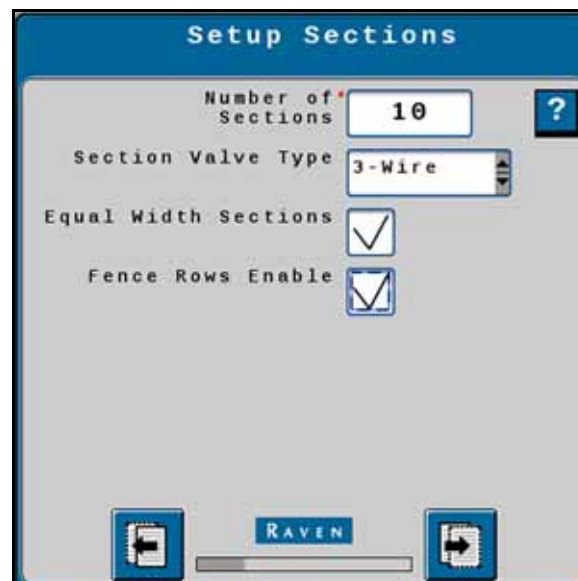 Setup Sections
Number of*
Sections
10
?
Section Valve Type
3-Wire
Equal Width Sections
Fence Rows Enable
RAVEN